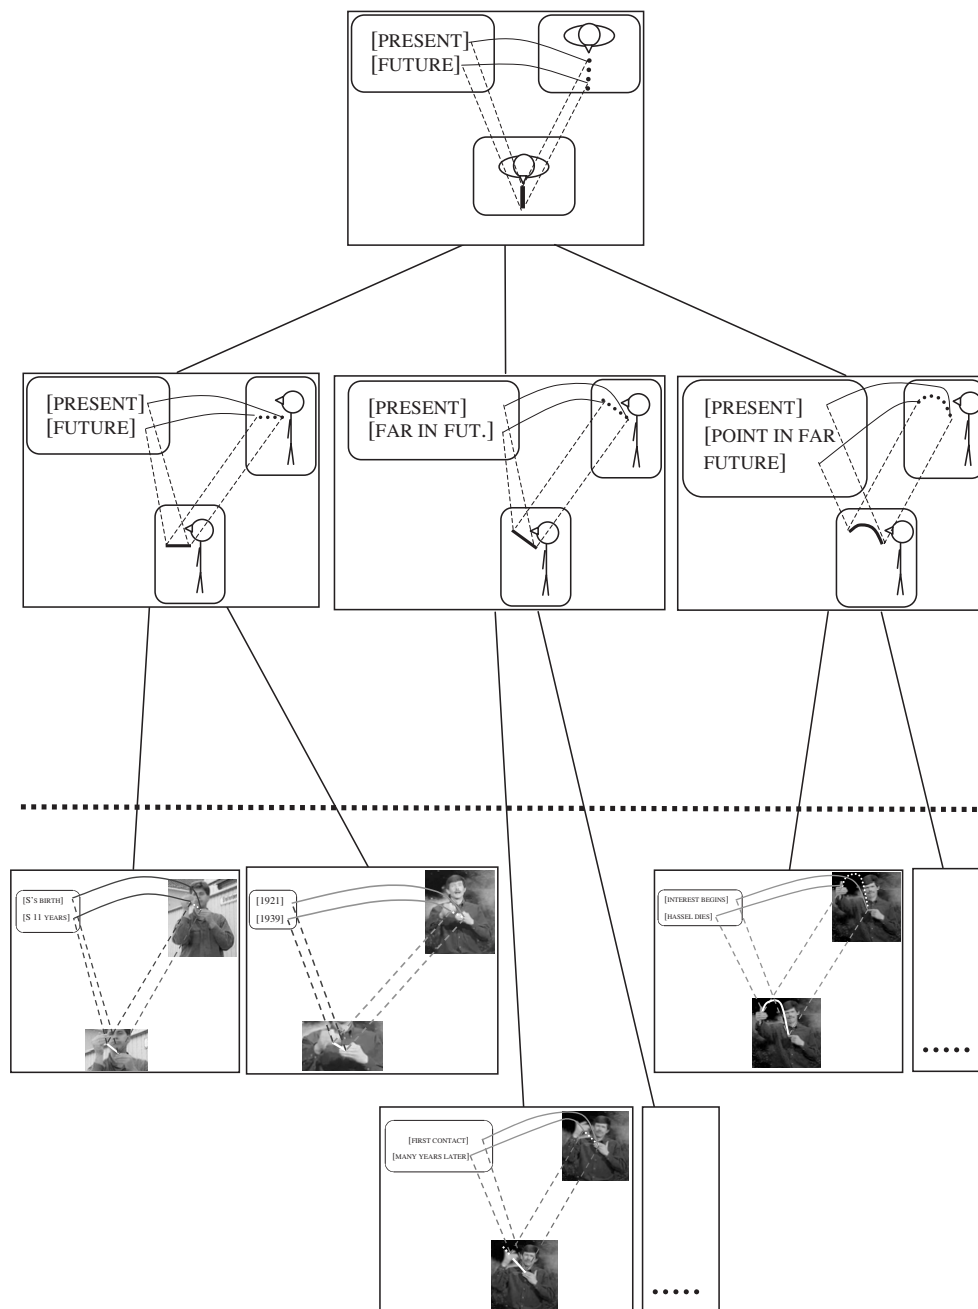 [PRESENT]
[FUTURE]
[PRESENT]
[FUTURE]
[PRESENT]
[FAR IN FUT.]
[PRESENT]
[POINT IN FAR
FUTURE]
[S'S BIRTH]
[S 11 YEARS]
[1921]
[1939]
[INTEREST BEGINS]
[HASSEL DIES]
[FIRST CONTACT]
[MANY YEARS LATER]